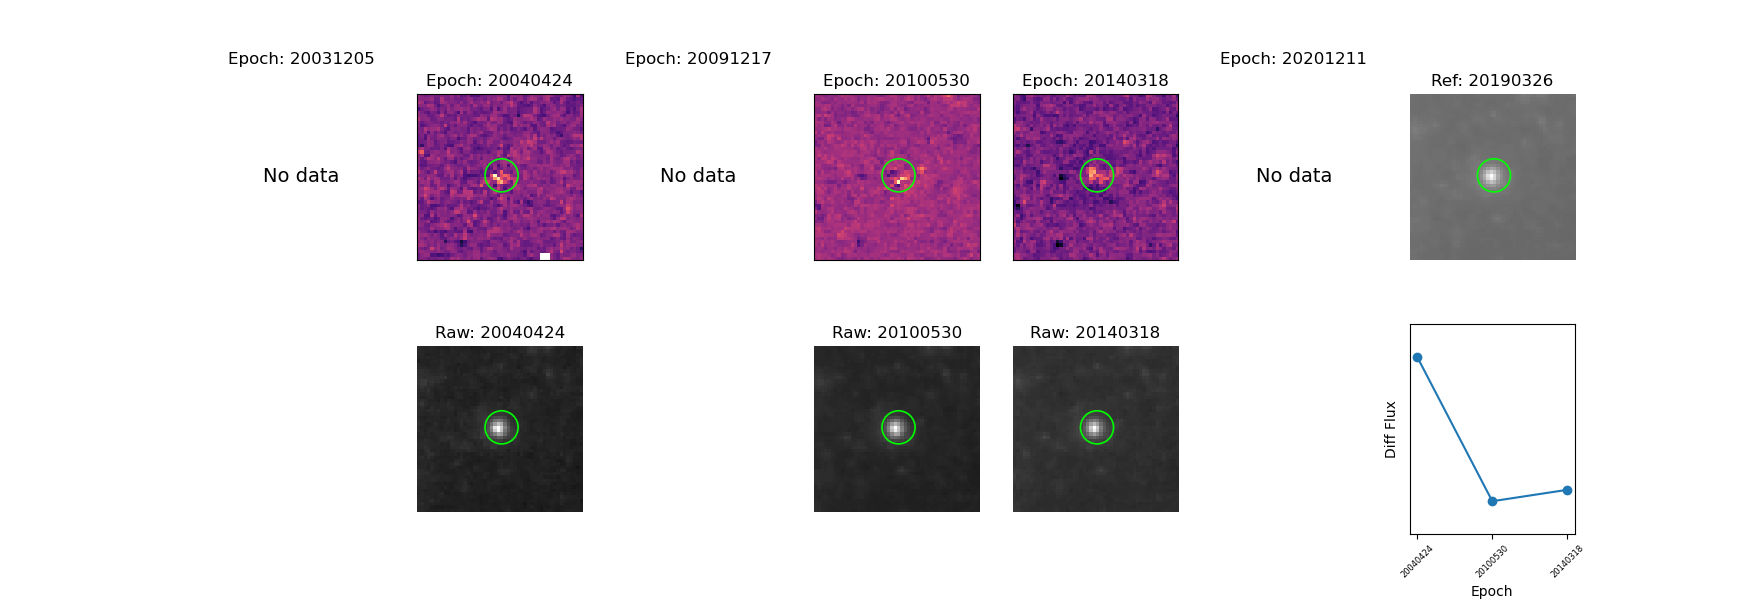 Epoch: 20031205
Epoch: 20091217
Epoch: 20201211
Epoch: 20040424
Epoch: 20100530
Epoch: 20140318
Ref: 20190326
No data
No data
No data
Raw: 20040424
Raw: 20100530
Raw: 20140318
Diff Flux
20040424
20100530
20140318
Epoch